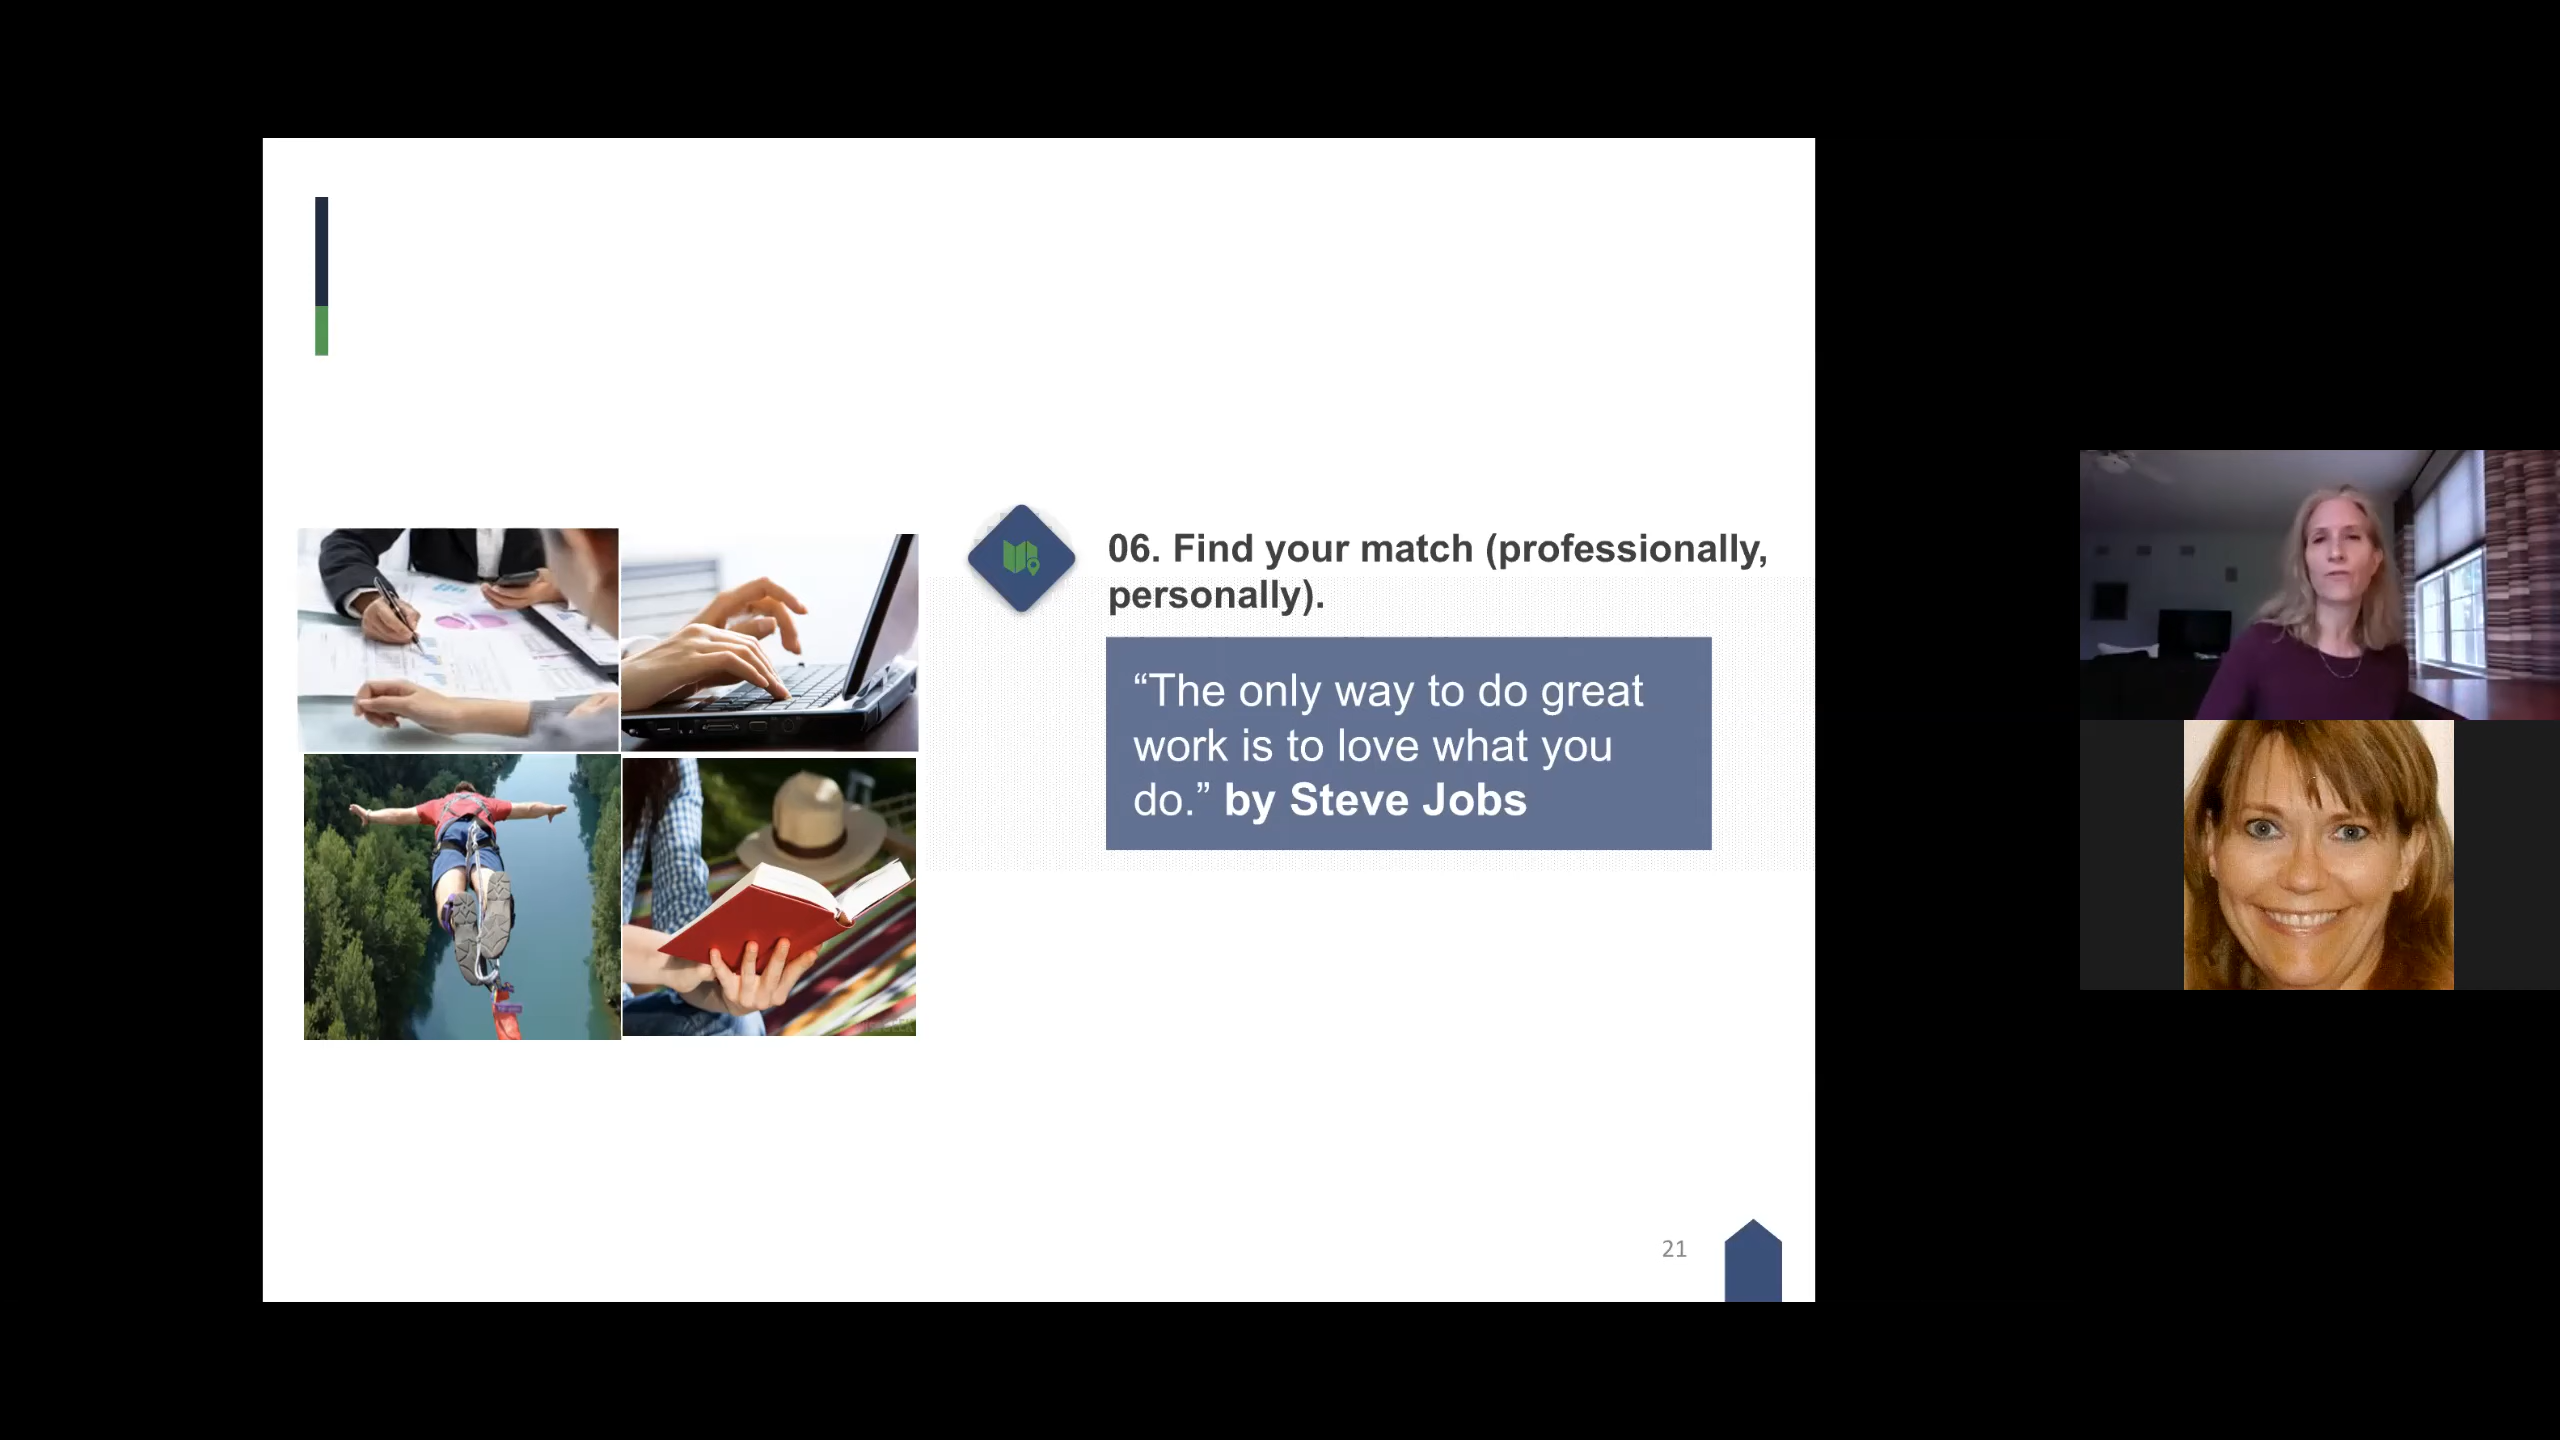 06. Find your match (professionally,
personally).
“The only way to do great
work is to love what you
do.” by Steve Jobs
21